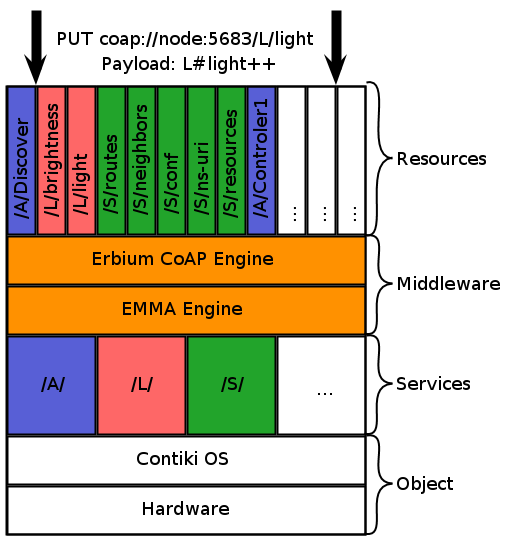 PUT coap://node:5683/L/light
Payload: L#light++
/A/Discover
/L/brightness
/L/light
/S/routes
/S/neighbors
/S/conf
/S/ns-uri
/S/resources
/A/Controler1
...
...
...
Resources
Erbium CoAP Engine
EMMA Engine
Middleware
/A/
/L/
/S/
...
Services
Contiki OS
Hardware
Object